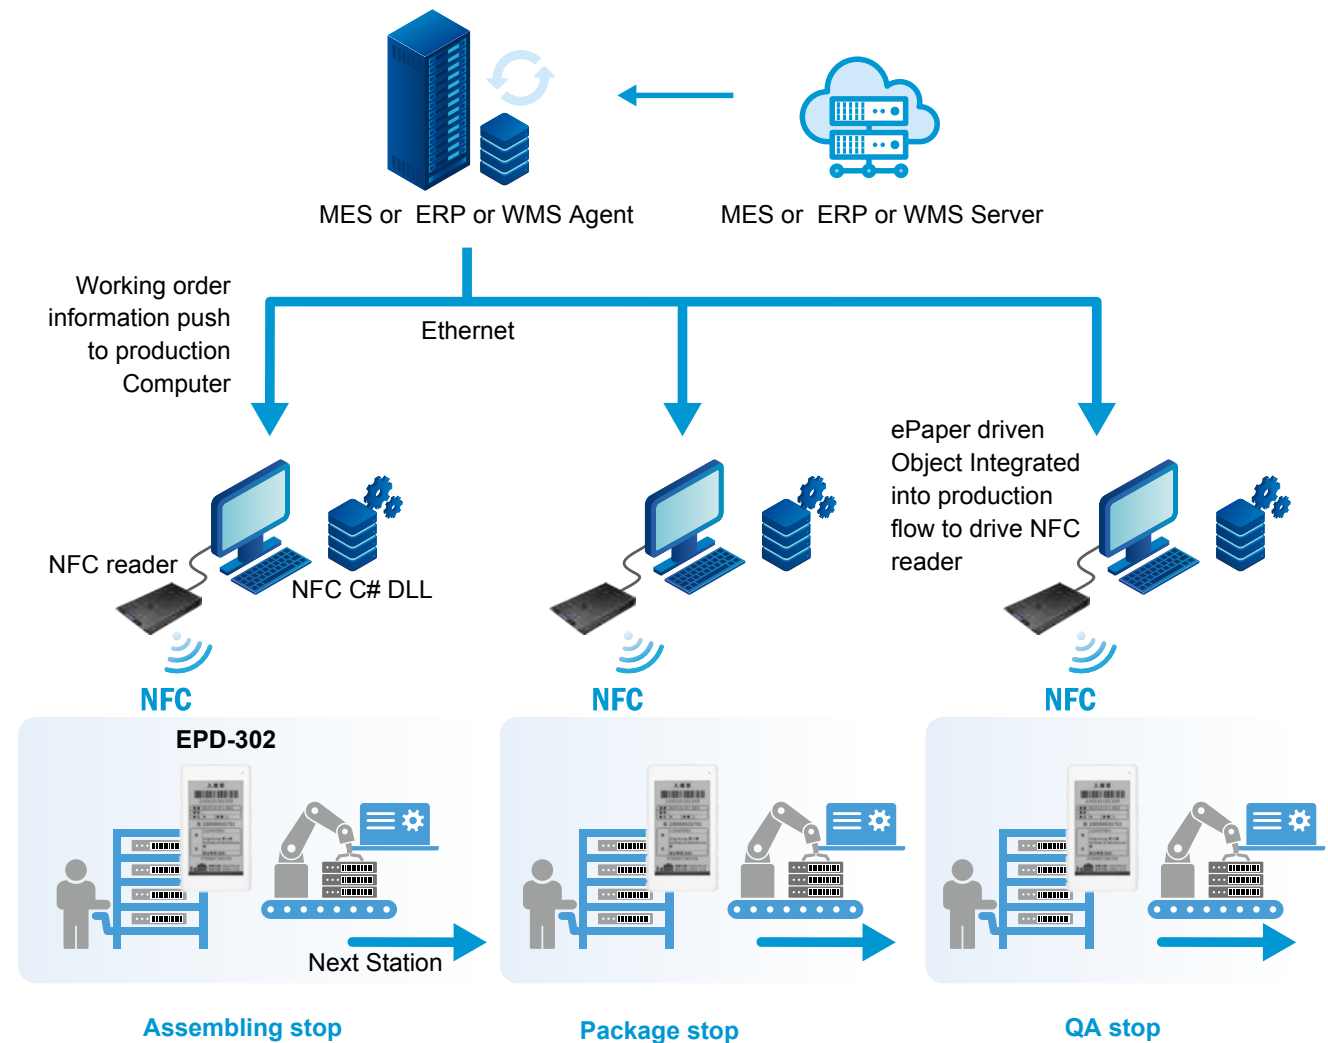 MES or ERP or WMS Agent
MES or ERP or WMS Server
Working order
information push
to production
Computer
Ethernet
ePaper driven
Object Integrated
into production
flow to drive NFC
reader
NFC reader
NFC C# DLL
NFC
NFC
NFC
EPD-302
Next Station
Assembling stop
Package stop
QA stop